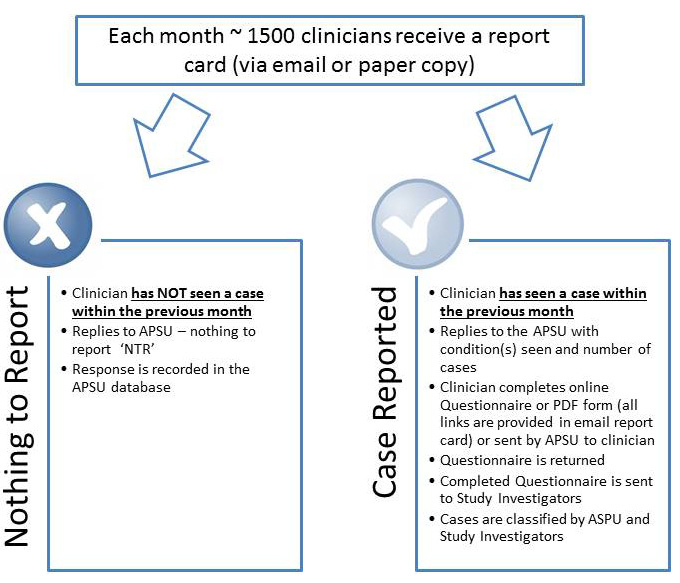 Each month ~ 1500 clinicians receive a report
card (via email or paper copy)
Nothing to Report
• Clinician has NOT seen a case
within the previous month
• Replies to APSU – nothing to
report ‘NTR’
• Response is recorded in the
APSU database
Case Reported
• Clinician has seen a case within
the previous month
• Replies to the APSU with
condition(s) seen and number of
cases
• Clinician completes online
Questionnaire or PDF form (all
links are provided in email report
card) or sent by APSU to clinician
• Questionnaire is returned
• Completed Questionnaire is sent
to Study Investigators
• Cases are classified by ASPU and
Study Investigators